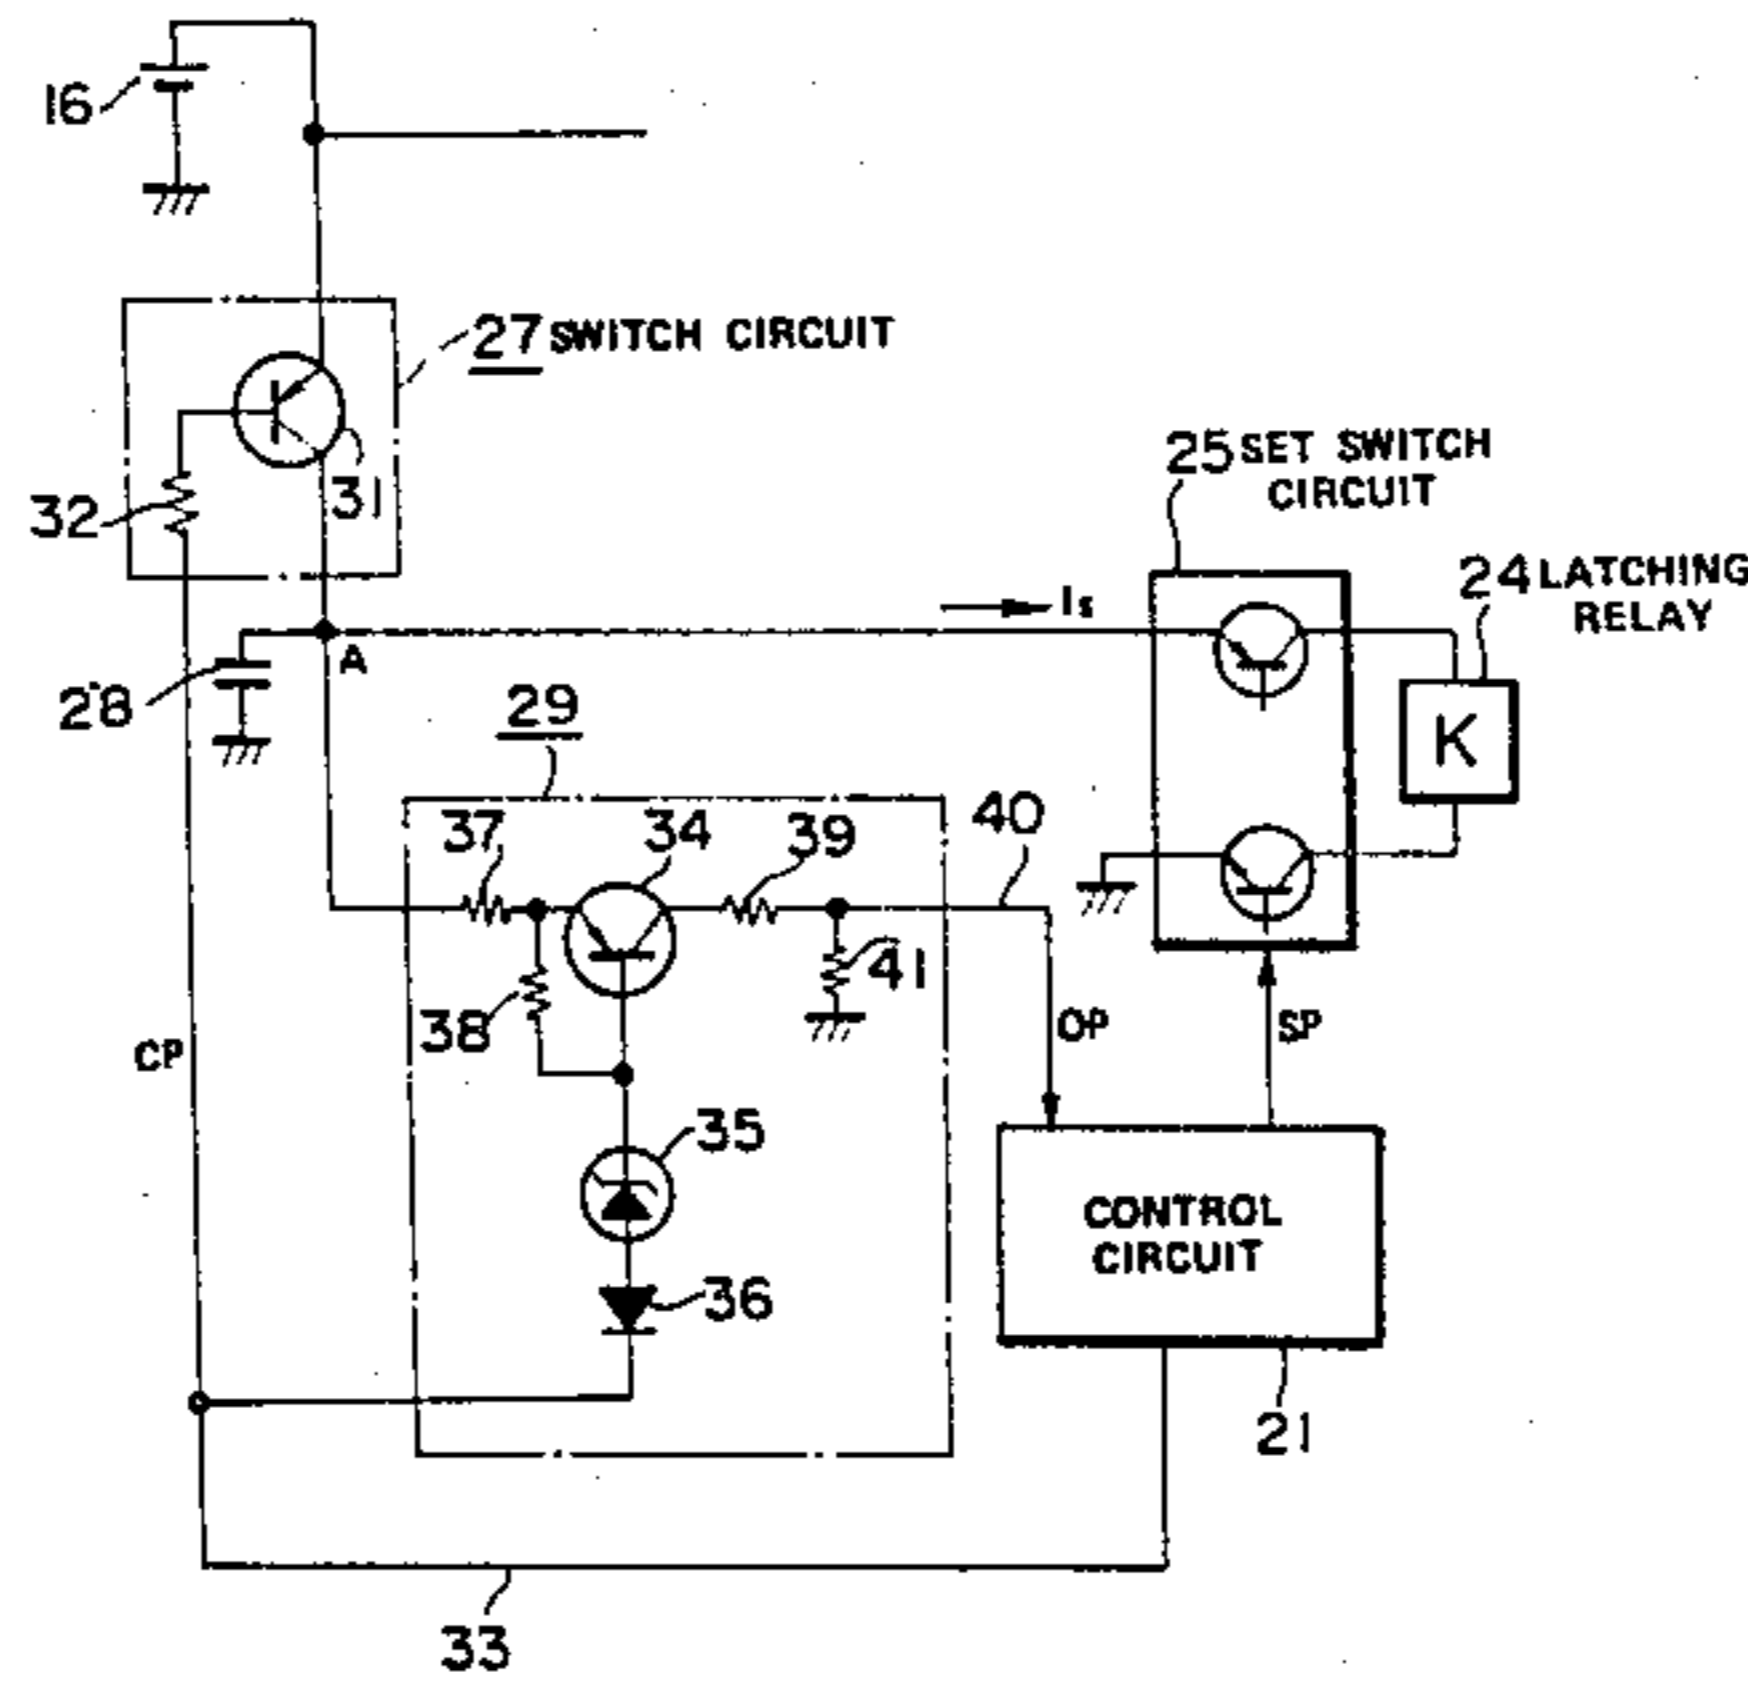 16
27 SWITCH CIRCUIT
31
32
25 SET SWITCH
CIRCUIT
24 LATCHING
RELAY
Is
A
28
K
29
37
34
39
40
41
38
CP
OP
SP
35
36
CONTROL
CIRCUIT
21
33